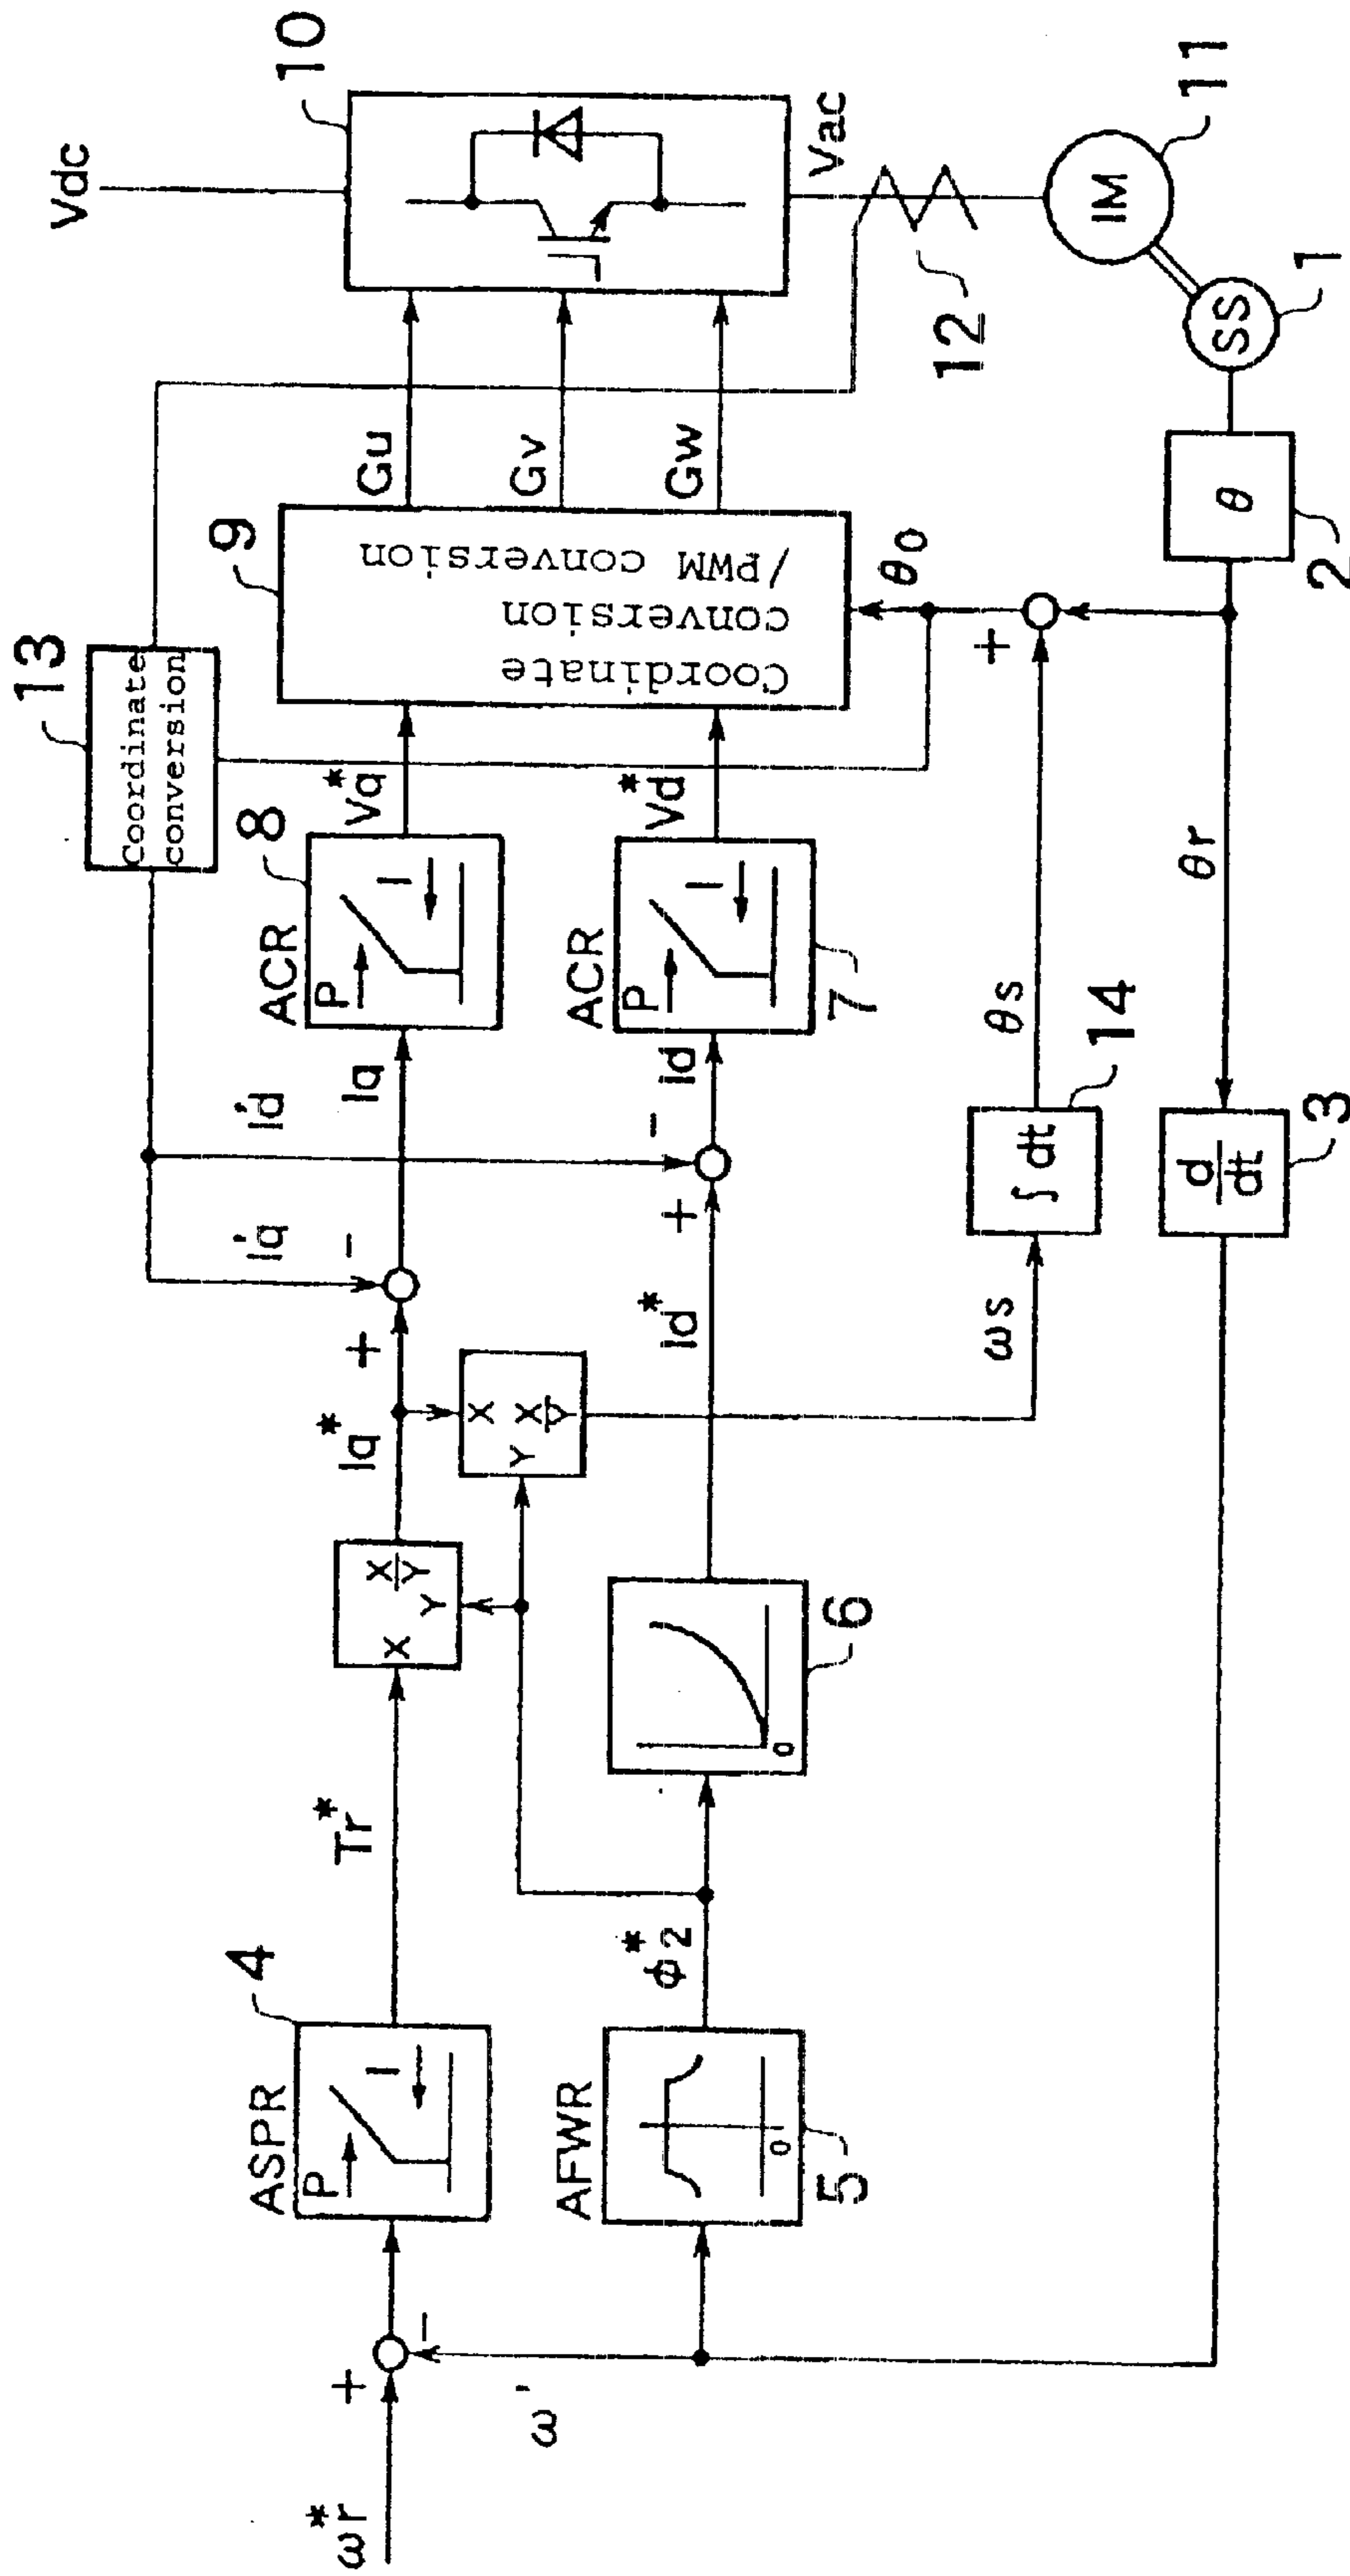 Vdc
10
13
Coordinate
conversion
9
Coordinate
conversion
/PWM conversion
Gu
Gv
Gw
Vac
12
IM
11
SS
1
θ
2
θo
+
θr
d
dt
3
ωr*
+
-
ω'
ASPR
4
P
I
Tr*
X
Y
X
Y
Iq*
+
-
I'q
I'd
Iq
ACR
8
P
I
Vq*
AFWR
5
0
φ2*
6
0
X
Y
X
Y
Id*
+
-
Id
ACR
7
P
I
Vd*
ωs
∫ dt
14
θs